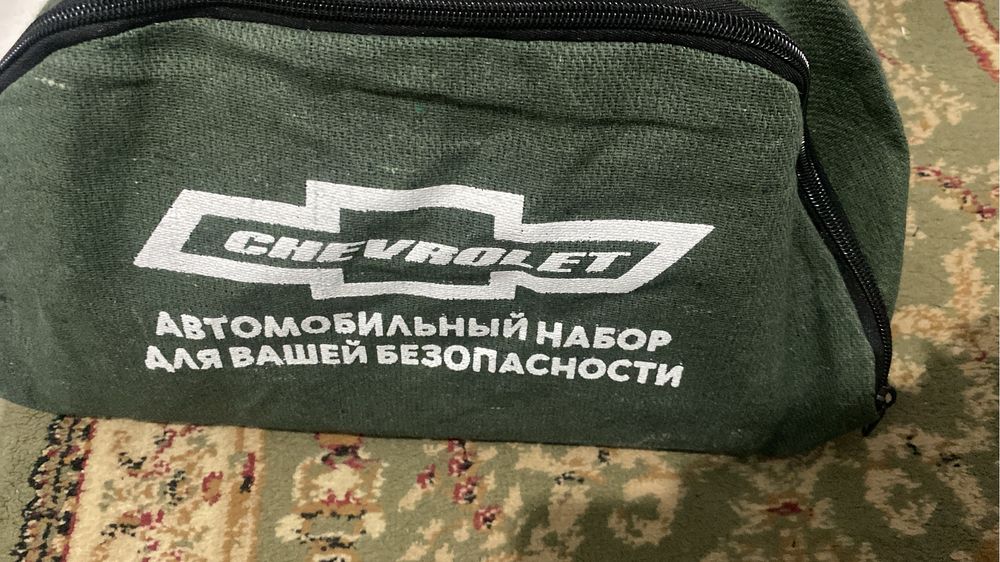 CHEVROLET
АВТОМОБИЛЬНЫЙ НАБОР
ДЛЯ ВАШЕЙ БЕЗОПАСНОСТИ